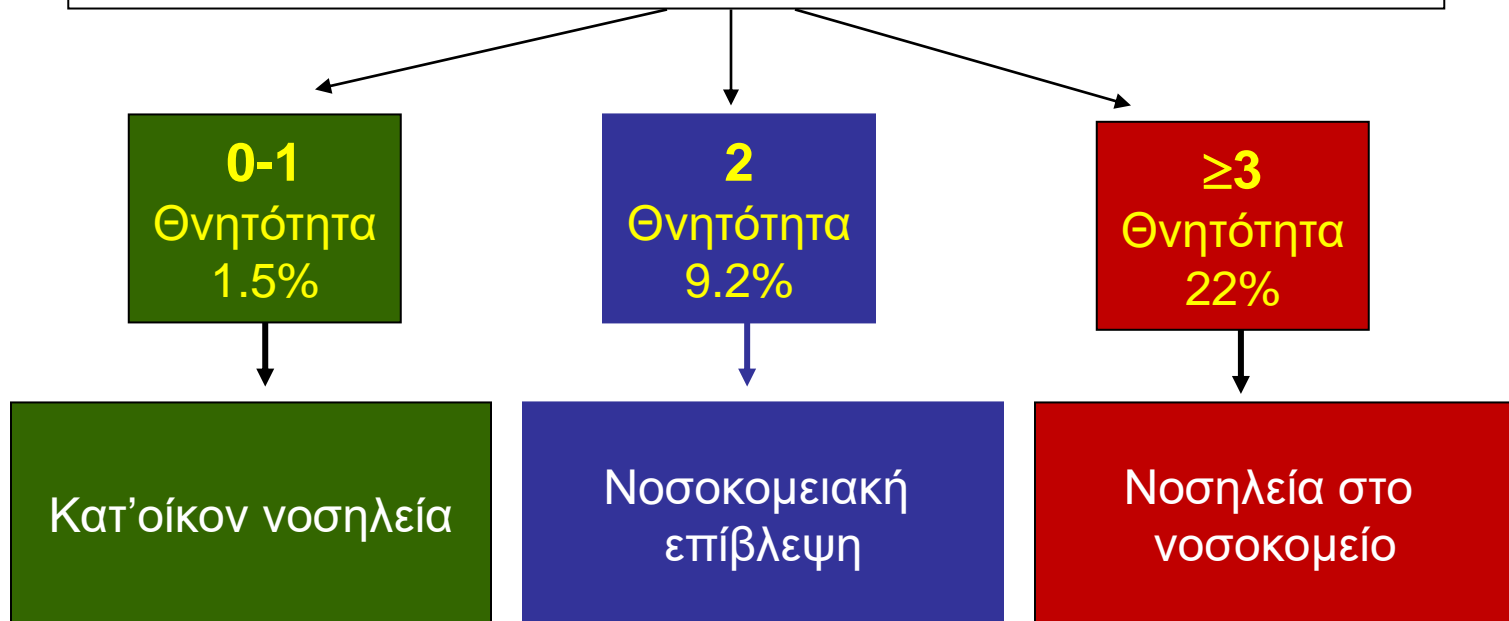 0-1
Θνητότητα
1.5%
2
Θνητότητα
9.2%
≥3
Θνητότητα
22%
Κατ'οίκον νοσηλεία
Νοσοκομειακή
επίβλεψη
Νοσηλεία στο
νοσοκομείο